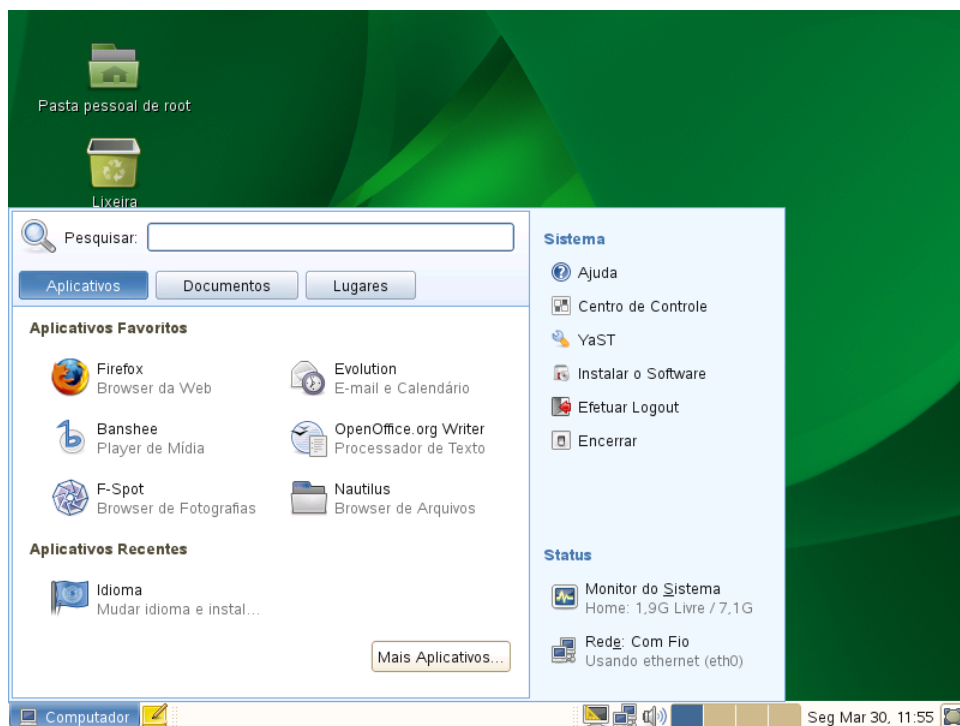 Pasta pessoal de root
Lixeira
Pesquisar:
Aplicativos
Documentos
Lugares
Aplicativos Favoritos
Firefox
Browser da Web
Evolution
E-mail e Calendário
Banshee
Player de Mídia
OpenOffice.org Writer
Processador de Texto
F-Spot
Browser de Fotografias
Nautilus
Browser de Arquivos
Aplicativos Recentes
Idioma
Mudar idioma e instal...
Mais Aplicativos...
Sistema
Ajuda
Centro de Controle
YaST
Instalar o Software
Efetuar Logout
Encerrar
Status
Monitor do Sistema
Home: 1,9G Livre / 7,1G
Rede: Com Fio
Usando ethernet (eth0)
Computador
Seg Mar 30, 11:55